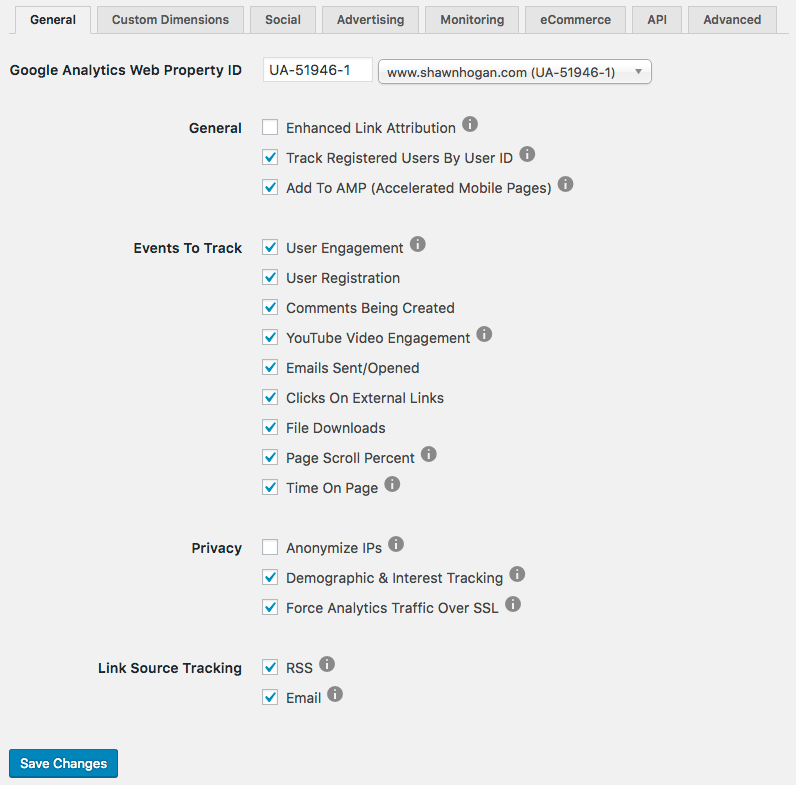 General Custom Dimensions Social Advertising Monitoring eCommerce API Advanced
Google Analytics Web Property ID UA-51946-1 www.shawnhogan.com (UA-51946-1)
General Enhanced Link Attribution
Track Registered Users By User ID
Add To AMP (Accelerated Mobile Pages)
Events To Track User Engagement
User Registration
Comments Being Created
YouTube Video Engagement
Emails Sent/Opened
Clicks On External Links
File Downloads
Page Scroll Percent
Time On Page
Privacy Anonymize IPs
Demographic & Interest Tracking
Force Analytics Traffic Over SSL
Link Source Tracking RSS
Email
Save Changes